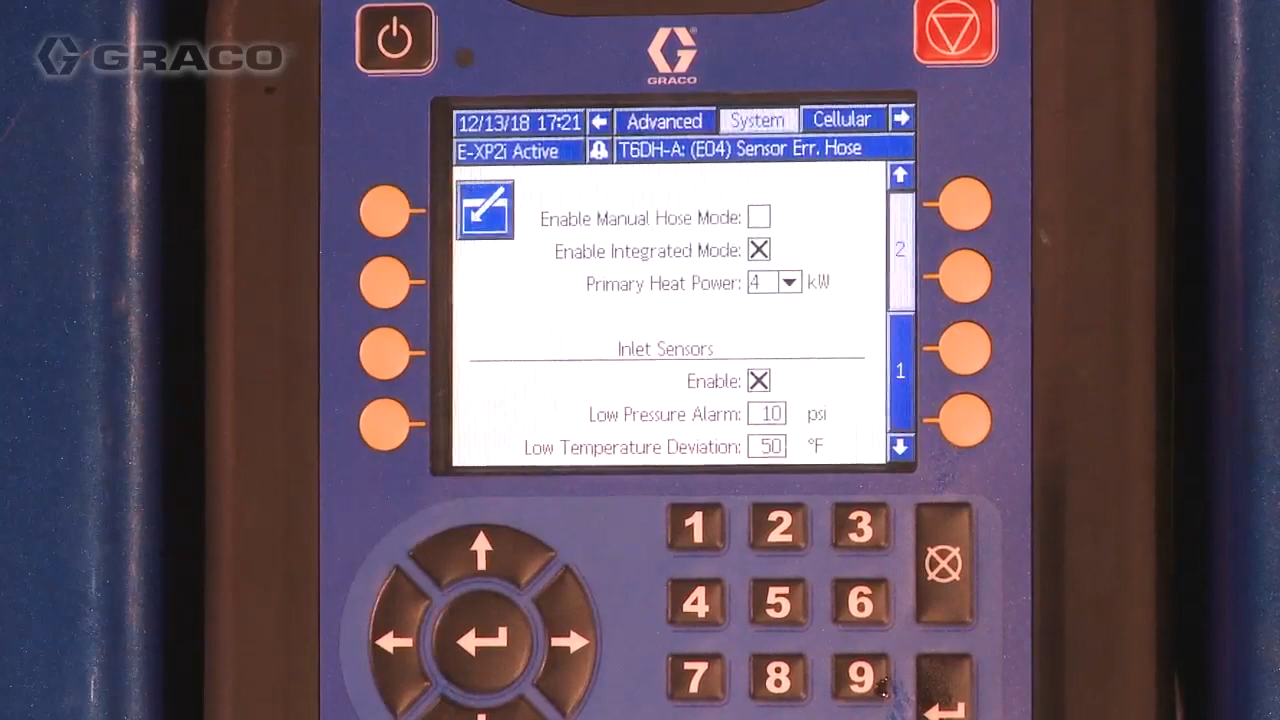 GRACO
GRACO
12/13/18 17:21 Advanced System Cellular
E-XP2i Active T6DH-A: (E04) Sensor Err. Hose
Enable Manual Hose Mode:
Enable Integrated Mode:
2
Primary Heat Power: 4 kW
Inlet Sensors
Enable:
1
Low Pressure Alarm: 10 psi
Low Temperature Deviation: 50 °F
1 2 3
4 5 6
7 8 9